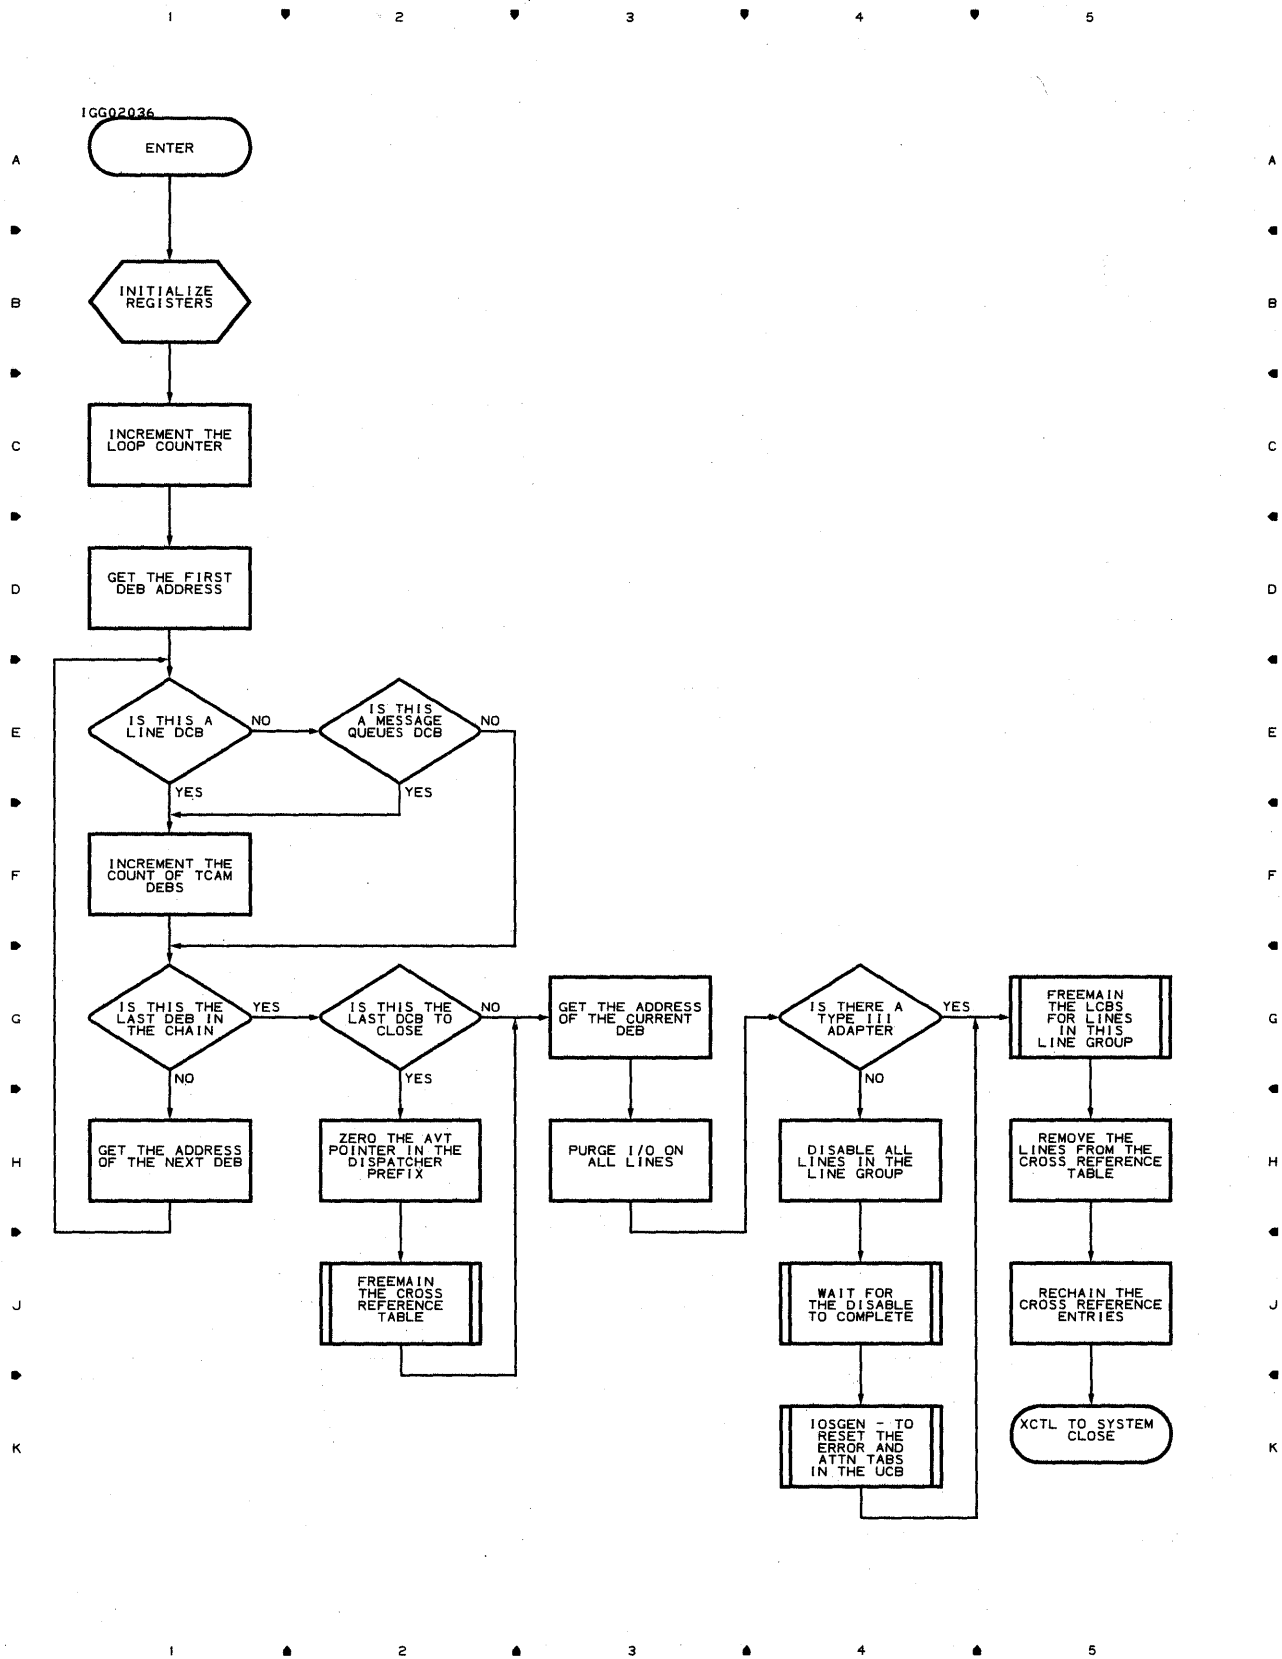 1 2 3 4 5
IGG02036
ENTER
A A
INITIALIZE
REGISTERS
B B
INCREMENT THE
LOOP COUNTER
C C
GET THE FIRST
DEB ADDRESS
D D
IS THIS A
LINE DCB
NO
YES
IS THIS
A MESSAGE
QUEUES DCB
NO
YES
E E
INCREMENT THE
COUNT OF TCAM
DEBS
F F
IS THIS THE
LAST DEB IN
THE CHAIN
YES
NO
IS THIS THE
LAST DCB TO
CLOSE
NO
YES
GET THE ADDRESS
OF THE CURRENT
DEB
IS THERE A
TYPE III
ADAPTER
YES
NO
FREEMAIN
THE LCBS
FOR LINES
IN THIS
LINE GROUP
G G
GET THE ADDRESS
OF THE NEXT DEB
ZERO THE AVT
POINTER IN THE
DISPATCHER
PREFIX
PURGE I/O ON
ALL LINES
DISABLE ALL
LINES IN THE
LINE GROUP
REMOVE THE
LINES FROM THE
CROSS REFERENCE
TABLE
H H
FREEMAIN
THE CROSS
REFERENCE
TABLE
WAIT FOR
THE DISABLE
TO COMPLETE
RECHAIN THE
CROSS REFERENCE
ENTRIES
J J
IOSGEN - TO
RESET THE
ERROR AND
ATTN TABS
IN THE UCB
XCTL TO SYSTEM
CLOSE
K K
1 2 3 4 5